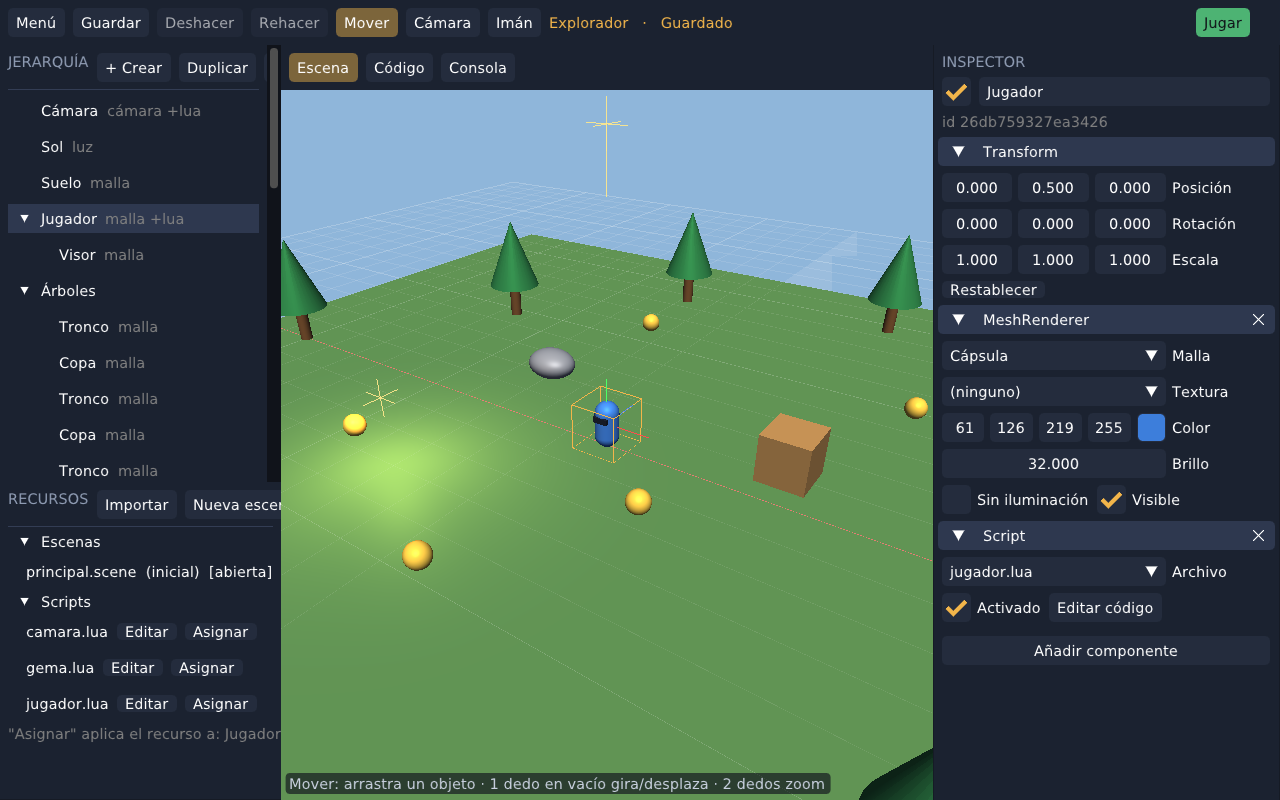 Menú Guardar Deshacer Rehacer Mover Cámara Imán Explorador · Guardado Jugar
JERARQUÍA + Crear Duplicar
Cámara cámara +lua
Sol luz
Suelo malla
Jugador malla +lua
Visor malla
Árboles
Tronco malla
Copa malla
Tronco malla
Copa malla
Tronco malla
RECURSOS Importar Nueva escen
Escenas
principal.scene (inicial) [abierta]
Scripts
camara.lua Editar Asignar
gema.lua Editar Asignar
jugador.lua Editar Asignar
"Asignar" aplica el recurso a: Jugador
Escena Código Consola
Mover: arrastra un objeto · 1 dedo en vacío gira/desplaza · 2 dedos zoom
INSPECTOR
Jugador
id 26db759327ea3426
Transform
0.000 0.500 0.000 Posición
0.000 0.000 0.000 Rotación
1.000 1.000 1.000 Escala
Restablecer
MeshRenderer
Cápsula Malla
(ninguno) Textura
61 126 219 255 Color
32.000 Brillo
Sin iluminación Visible
Script
jugador.lua Archivo
Activado Editar código
Añadir componente